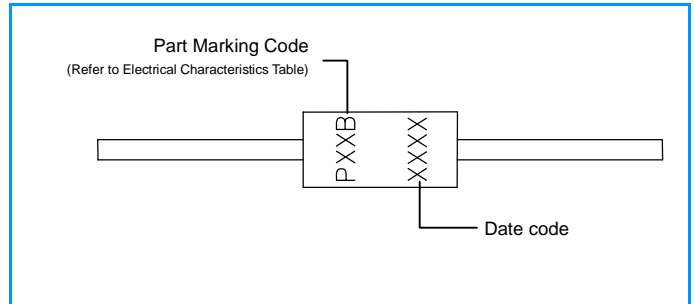 Part Marking Code
(Refer to Electrical Characteristics Table)
PXXB
XXXX
Date code